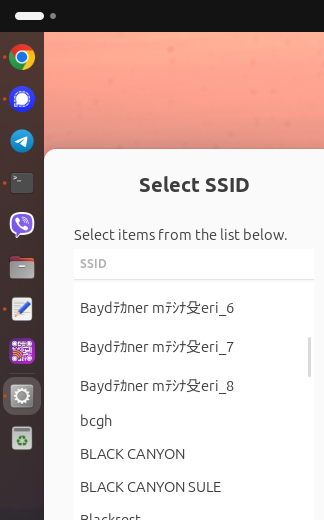 Select SSID
Select items from the list below.
SSID
Baydﾃｶner mﾃｼﾅ殳eri_6
Baydﾃｶner mﾃｼﾅ殳eri_7
Baydﾃｶner mﾃｼﾅ殳eri_8
bcgh
BLACK CANYON
BLACK CANYON SULE
Blackrost